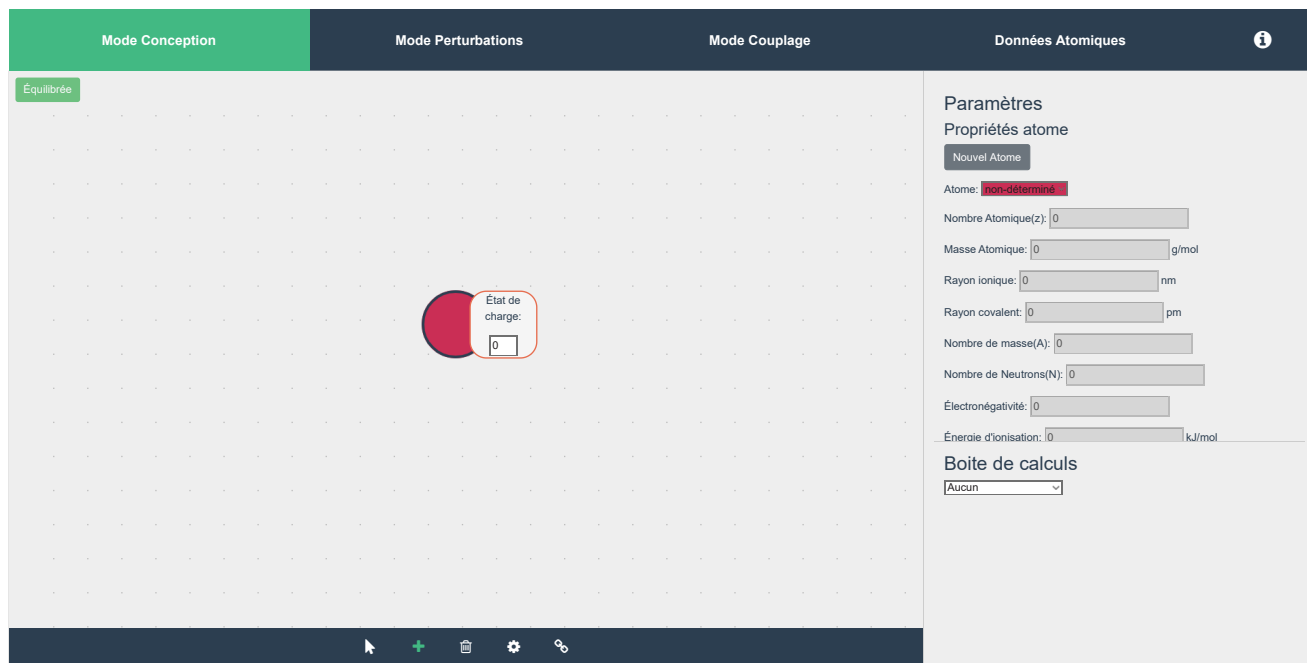 Mode Conception
Mode Perturbations
Mode Couplage
Données Atomiques
Équilibrée
État de
charge:
0
Paramètres
Propriétés atome
Nouvel Atome
Atome: non-déterminé
Nombre Atomique(z): 0
Masse Atomique: 0 g/mol
Rayon ionique: 0 nm
Rayon covalent: 0 pm
Nombre de masse(A): 0
Nombre de Neutrons(N): 0
Électronégativité: 0
Énergie d'ionisation: 0 kJ/mol
Boite de calculs
Aucun